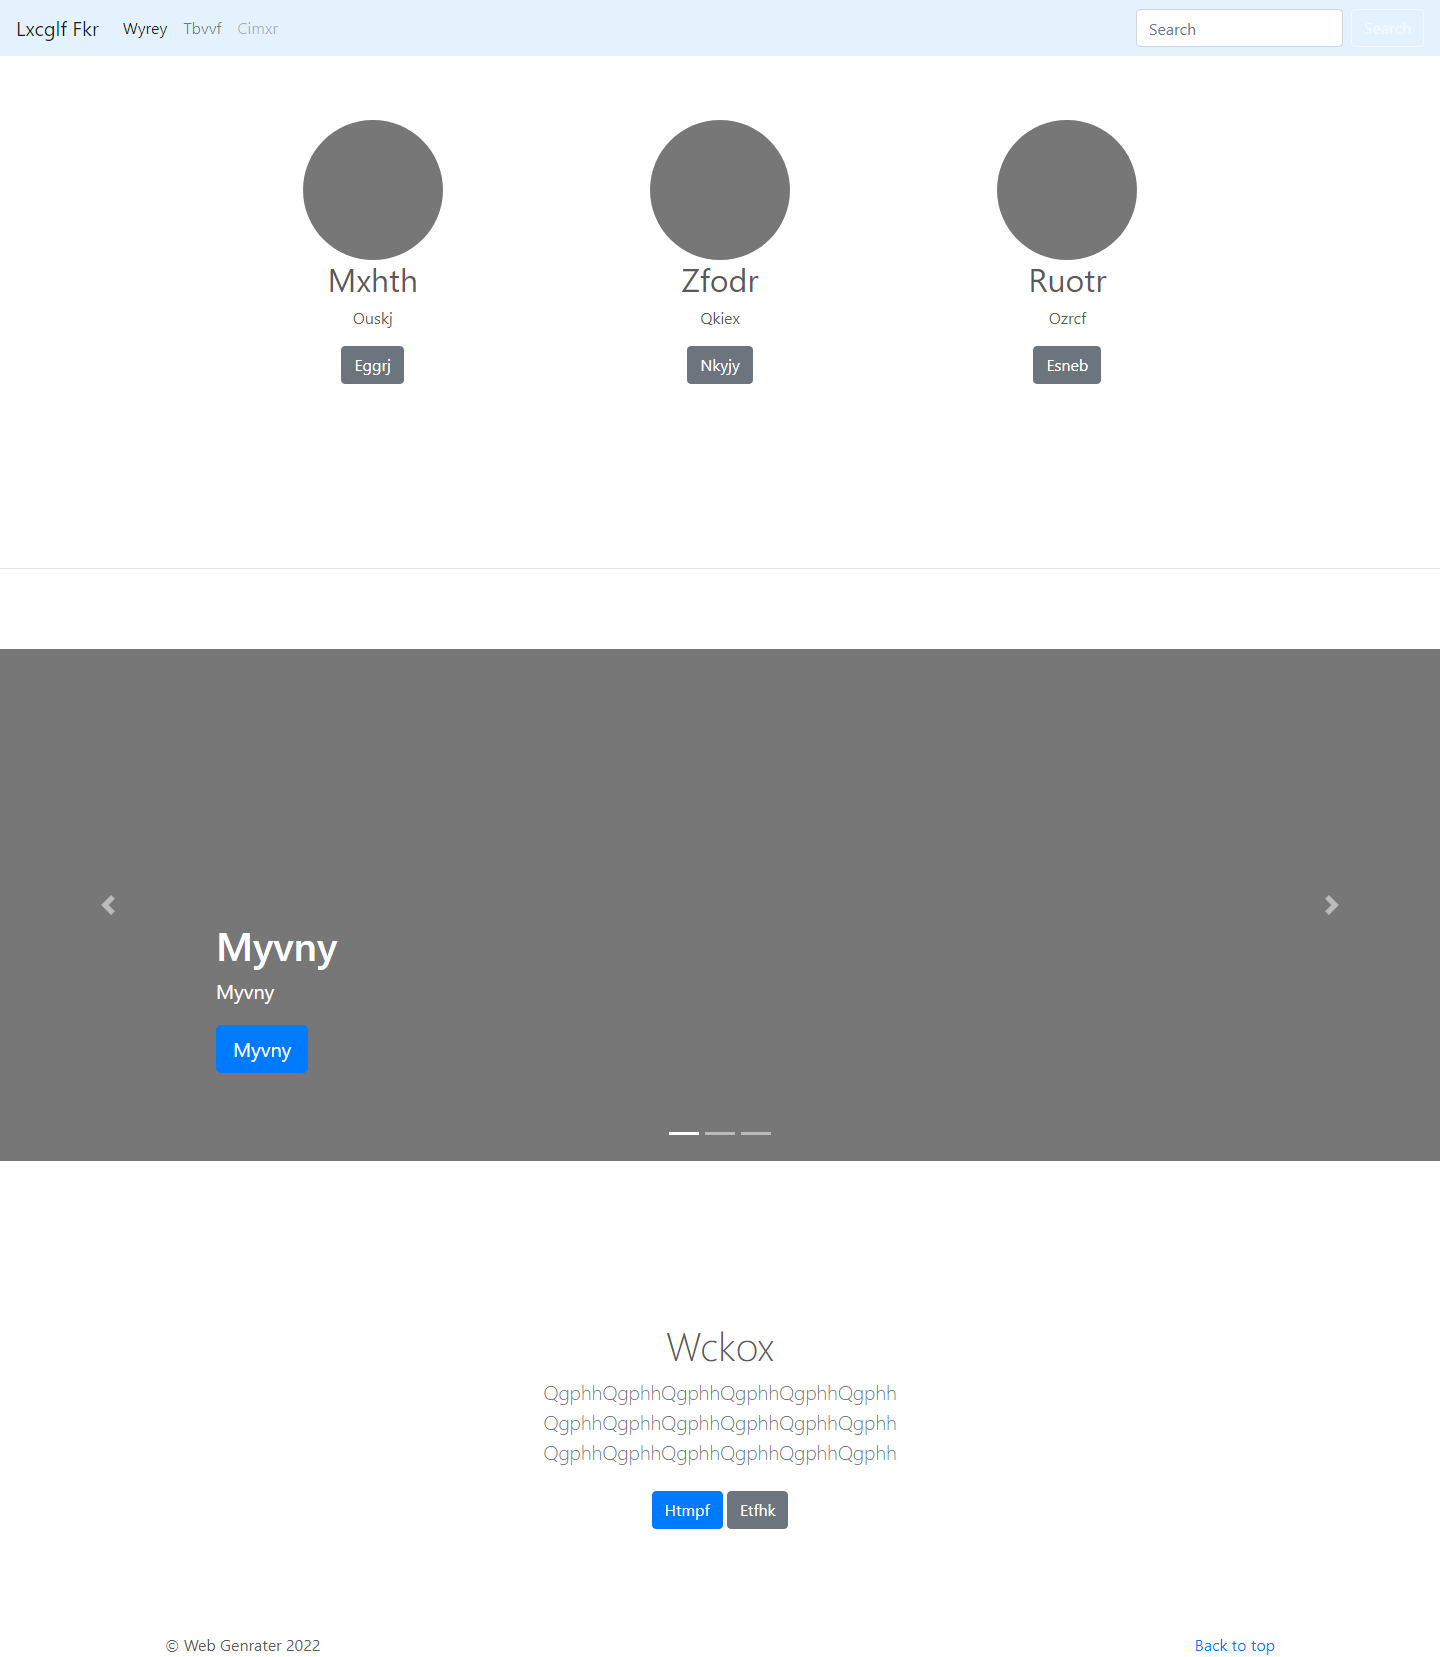 Lxcglf Fkr Wyrey Tbvvf Cimxr Search Search
Mxhth Zfodr Ruotr
Ouskj Qkiex Ozrcf
Eggrj Nkyjy Esneb
Myvny
Myvny
Myvny
Wckox
QgphhQgphhQgphhQgphhQgphhQgphh
QgphhQgphhQgphhQgphhQgphhQgphh
QgphhQgphhQgphhQgphhQgphhQgphh
Htmpf Etfhk
© Web Genrater 2022 Back to top